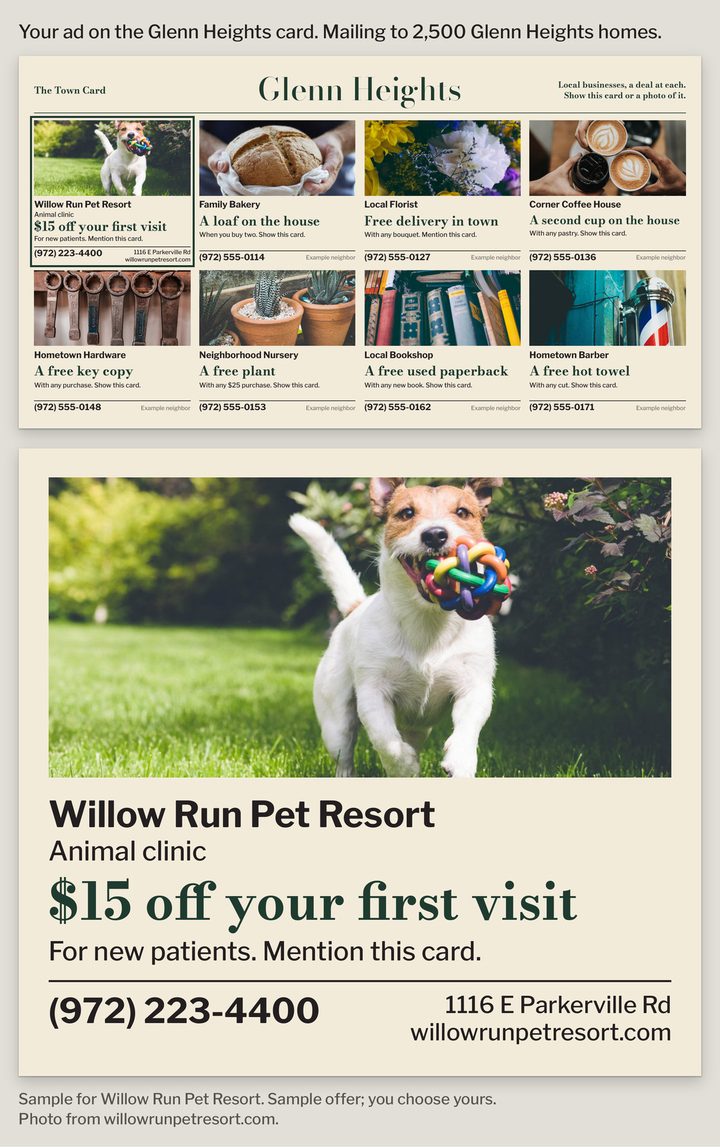 Your ad on the Glenn Heights card. Mailing to 2,500 Glenn Heights homes.
The Town Card
Glenn Heights
Local businesses, a deal at each.
Show this card or a photo of it.
Willow Run Pet Resort
Animal clinic
$15 off your first visit
For new patients. Mention this card.
(972) 223-4400
1116 E Parkerville Rd
willowrunpetresort.com
Family Bakery
A loaf on the house
When you buy two. Show this card.
(972) 555-0114
Example neighbor
Local Florist
Free delivery in town
With any bouquet. Mention this card.
(972) 555-0127
Example neighbor
Corner Coffee House
A second cup on the house
With any pastry. Show this card.
(972) 555-0136
Example neighbor
Hometown Hardware
A free key copy
With any purchase. Show this card.
(972) 555-0148
Example neighbor
Neighborhood Nursery
A free plant
With any $25 purchase. Show this card.
(972) 555-0153
Example neighbor
Local Bookshop
A free used paperback
With any new book. Show this card.
(972) 555-0162
Example neighbor
Hometown Barber
A free hot towel
With any cut. Show this card.
(972) 555-0171
Example neighbor
Willow Run Pet Resort
Animal clinic
$15 off your first visit
For new patients. Mention this card.
(972) 223-4400
1116 E Parkerville Rd
willowrunpetresort.com
Sample for Willow Run Pet Resort. Sample offer; you choose yours.
Photo from willowrunpetresort.com.